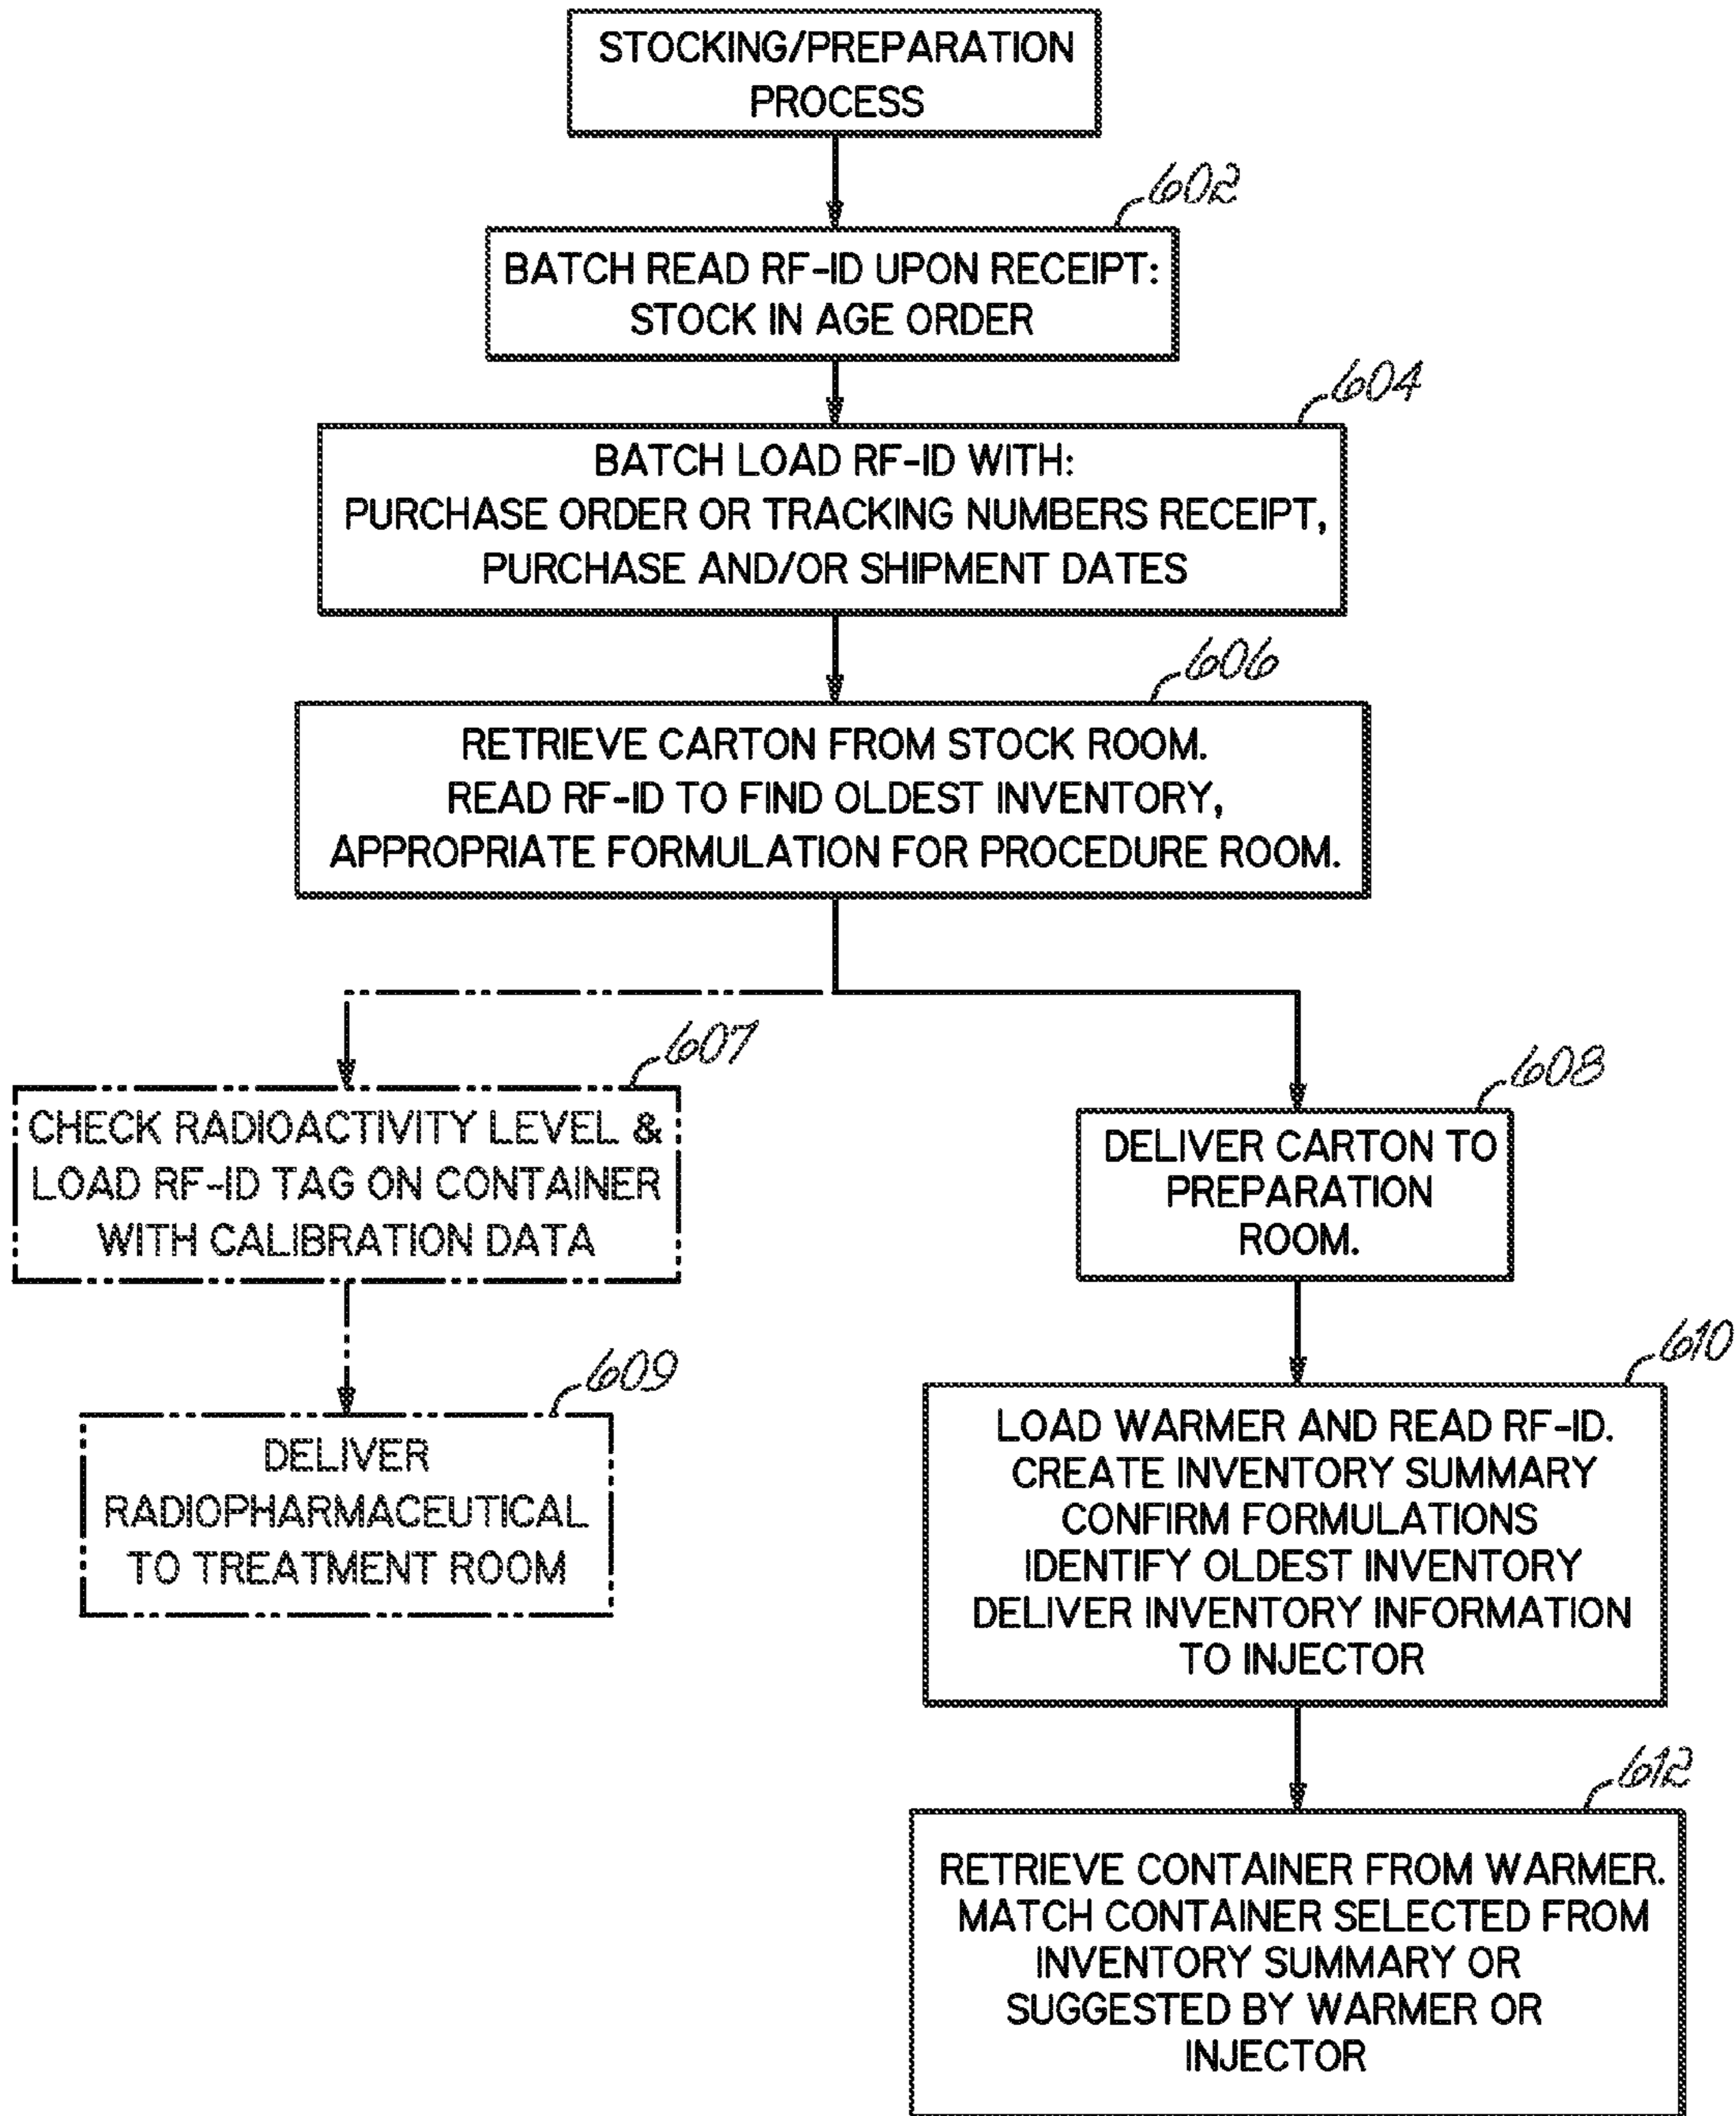 STOCKING/PREPARATION
PROCESS
602
BATCH READ RF-ID UPON RECEIPT:
STOCK IN AGE ORDER
604
BATCH LOAD RF-ID WITH:
PURCHASE ORDER OR TRACKING NUMBERS RECEIPT,
PURCHASE AND/OR SHIPMENT DATES
606
RETRIEVE CARTON FROM STOCK ROOM.
READ RF-ID TO FIND OLDEST INVENTORY,
APPROPRIATE FORMULATION FOR PROCEDURE ROOM.
607
CHECK RADIOACTIVITY LEVEL &
LOAD RF-ID TAG ON CONTAINER
WITH CALIBRATION DATA
609
DELIVER
RADIOPHARMACEUTICAL
TO TREATMENT ROOM
608
DELIVER CARTON TO
PREPARATION
ROOM.
610
LOAD WARMER AND READ RF-ID.
CREATE INVENTORY SUMMARY
CONFIRM FORMULATIONS
IDENTIFY OLDEST INVENTORY
DELIVER INVENTORY INFORMATION
TO INJECTOR
612
RETRIEVE CONTAINER FROM WARMER.
MATCH CONTAINER SELECTED FROM
INVENTORY SUMMARY OR
SUGGESTED BY WARMER OR
INJECTOR